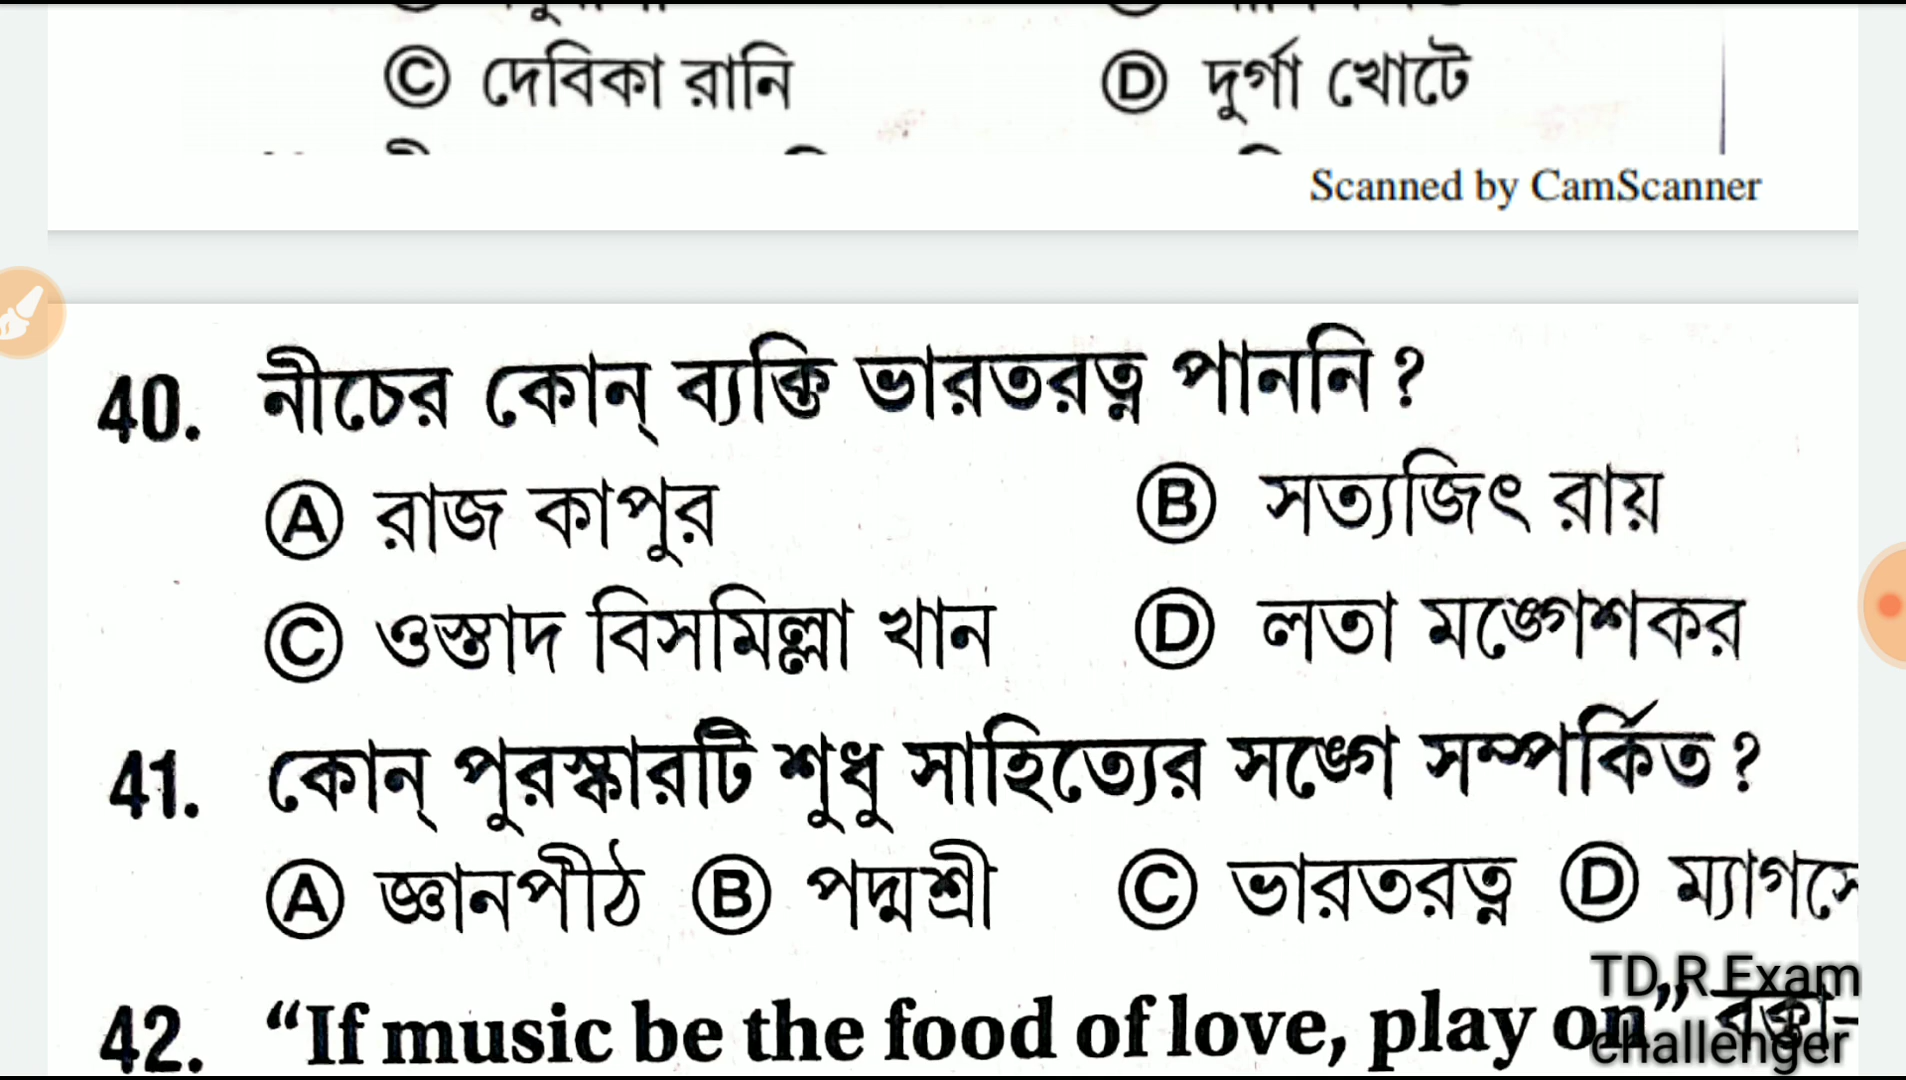 Ⓒ দেবিকা রানি Ⓓ দুর্গা খোটে
Scanned by CamScanner
40. নীচের কোন্ ব্যক্তি ভারতরত্ন পাননি ?
Ⓐ রাজ কাপুর Ⓑ সত্যজিৎ রায়
Ⓒ ওস্তাদ বিসমিল্লা খান Ⓓ লতা মঙ্গেশকর
41. কোন্ পুরস্কারটি শুধু সাহিত্যের সঙ্গে সম্পর্কিত ?
Ⓐ জ্ঞানপীঠ Ⓑ পদ্মশ্রী Ⓒ ভারতরত্ন Ⓓ ম্যাগসে
42. “If music be the food of love, play on” বক্তা-
TD.R Exam
challenger